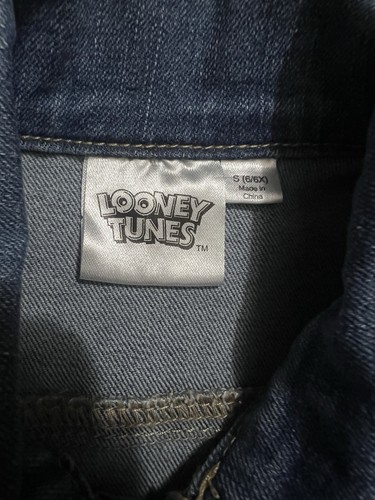 LOONEY
TUNES
TM
S (6/6X)
Made in
China